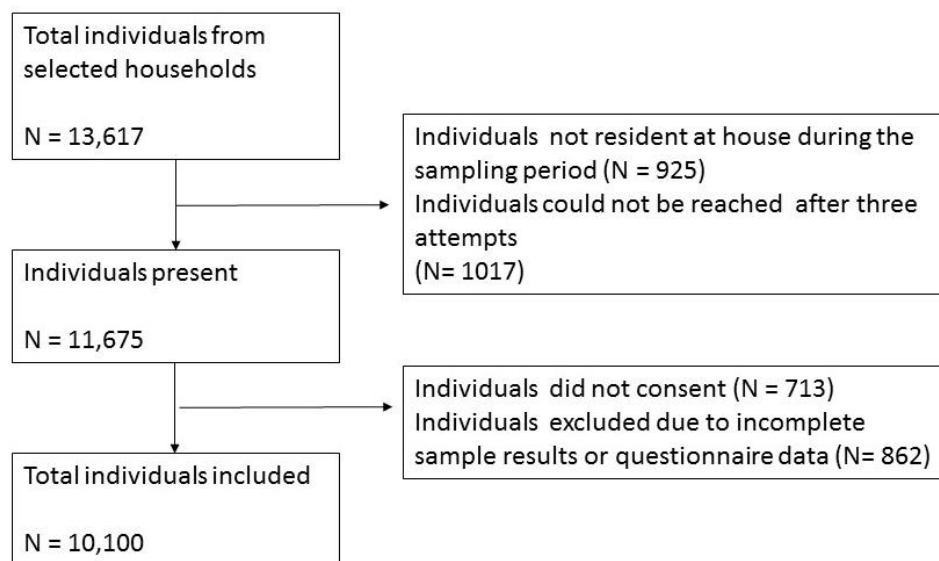 Total individuals from
selected households
N = 13,617
Individuals not resident at house during the
sampling period (N = 925)
Individuals could not be reached after three
attempts
(N= 1017)
Individuals present
N = 11,675
Individuals did not consent (N = 713)
Individuals excluded due to incomplete
sample results or questionnaire data (N= 862)
Total individuals included
N = 10,100